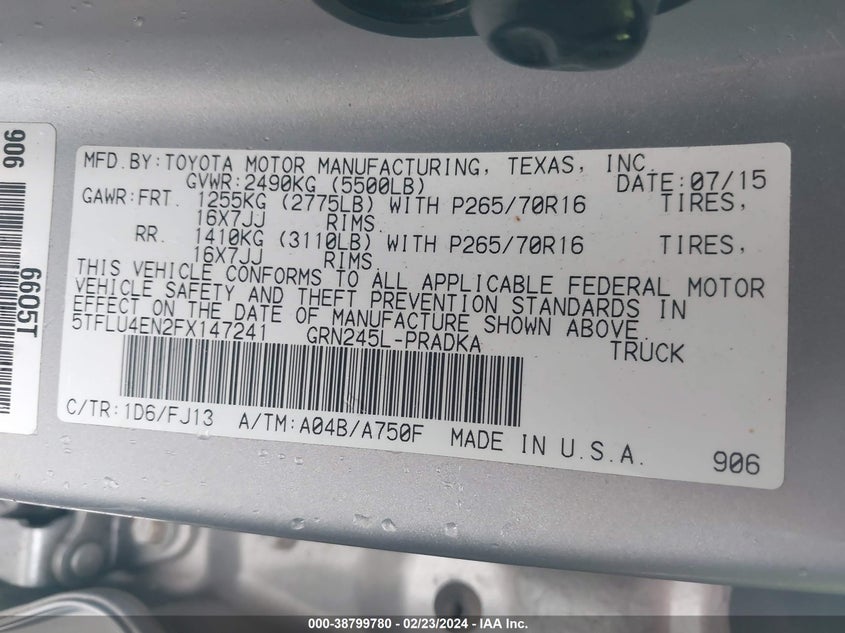 MFD.BY:TOYOTA MOTOR MANUFACTURING, TEXAS, INC.
GVWR:2490KG (5500LB) DATE:07/15
GAWR:FRT. 1255KG (2775LB) WITH P265/70R16 TIRES,
16X7JJ RIMS
RR. 1410KG (3110LB) WITH P265/70R16 TIRES,
16X7JJ RIMS
THIS VEHICLE CONFORMS TO ALL APPLICABLE FEDERAL MOTOR
VEHICLE SAFETY AND THEFT PREVENTION STANDARDS IN
EFFECT ON THE DATE OF MANUFACTURE SHOWN ABOVE.
5TFLU4EN2FX147241 GRN245L-PRADKA TRUCK
C/TR:1D6/FJ13 A/TM:A04B/A750F MADE IN U.S.A.
906
906
6605T
000-38799780 - 02/23/2024 - IAA Inc.